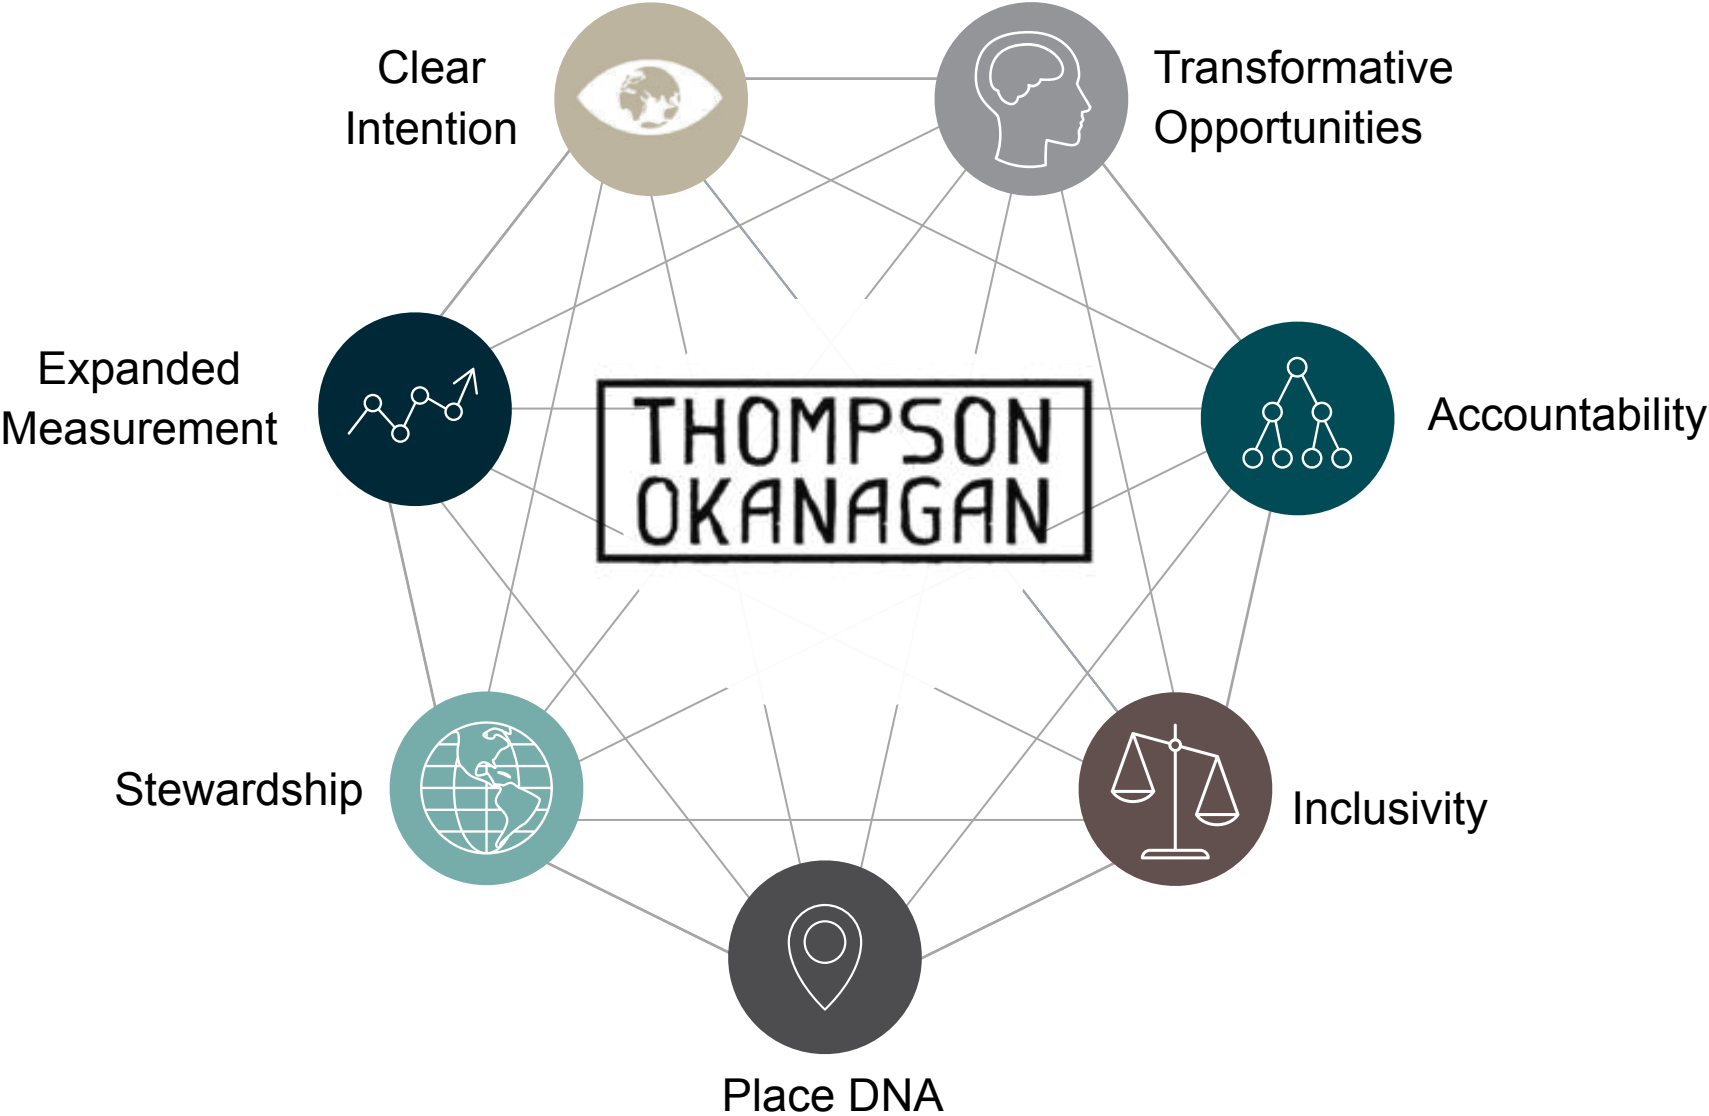 Clear
Intention
Transformative
Opportunities
Expanded
Measurement
THOMPSON
OKANAGAN
Accountability
Stewardship
Inclusivity
Place DNA